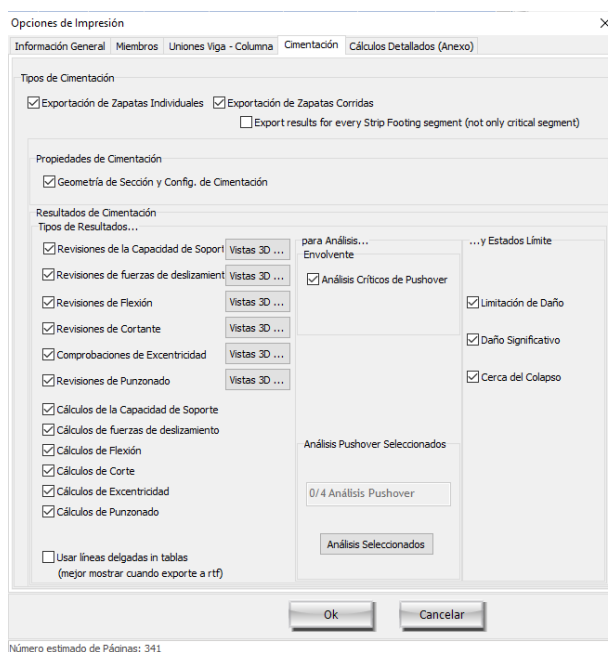 Opciones de Impresión
Información General Miembros Uniones Viga - Columna Cimentación Cálculos Detallados (Anexo)
Tipos de Cimentación
Exportación de Zapatas Individuales Exportación de Zapatas Corridas
Export results for every Strip Footing segment (not only critical segment)
Propiedades de Cimentación
Geometría de Sección y Config. de Cimentación
Resultados de Cimentación
Tipos de Resultados...
para Análisis...
...y Estados Límite
Envolvente
Revisiones de la Capacidad de Soport Vistas 3D ...
Revisiones de fuerzas de deslizamient Vistas 3D ...
Análisis Críticos de Pushover
Revisiones de Flexión Vistas 3D ...
Limitación de Daño
Revisiones de Cortante Vistas 3D ...
Daño Significativo
Comprobaciones de Excentricidad Vistas 3D ...
Revisiones de Punzonado Vistas 3D ...
Cerca del Colapso
Cálculos de la Capacidad de Soporte
Cálculos de fuerzas de deslizamiento
Cálculos de Flexión
Análisis Pushover Seleccionados
Cálculos de Corte
Cálculos de Excentricidad
0/4 Análisis Pushover
Cálculos de Punzonado
Análisis Seleccionados
Usar líneas delgadas in tablas
(mejor mostrar cuando exporte a rtf)
Ok Cancelar
Número estimado de Páginas: 341